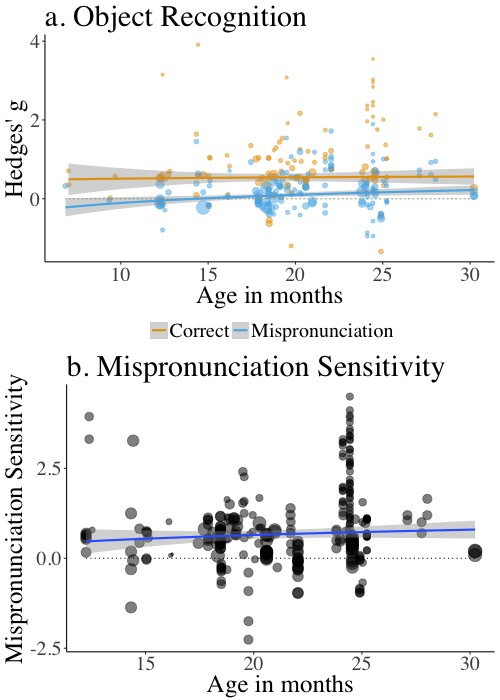 a. Object Recognition
Hedges' g
4
2
0
10 15 20 25 30
Age in months
Correct Mispronunciation
b. Mispronunciation Sensitivity
Mispronunciation Sensitivity
2.5
0.0
-2.5
15 20 25 30
Age in months